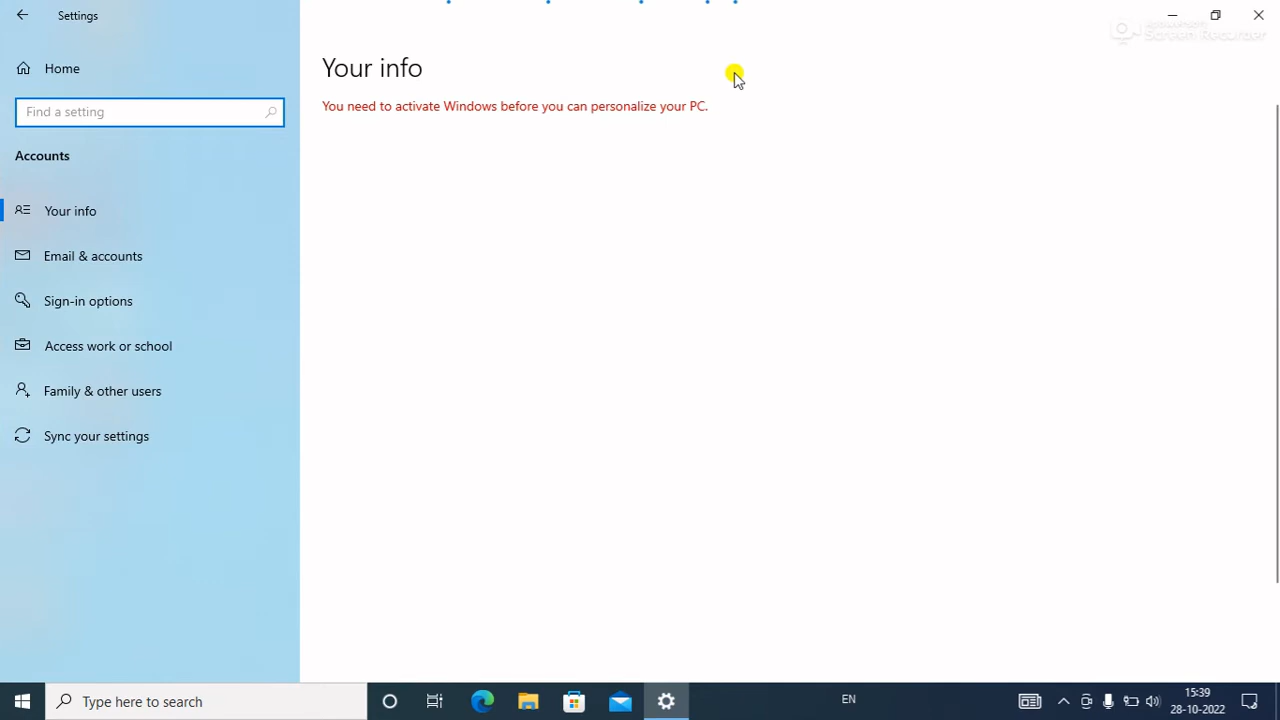 Settings
Home
Find a setting
Accounts
Your info
Email & accounts
Sign-in options
Access work or school
Family & other users
Sync your settings
Your info
You need to activate Windows before you can personalize your PC.
Screen Recorder
Type here to search
EN
15:39
28-10-2022